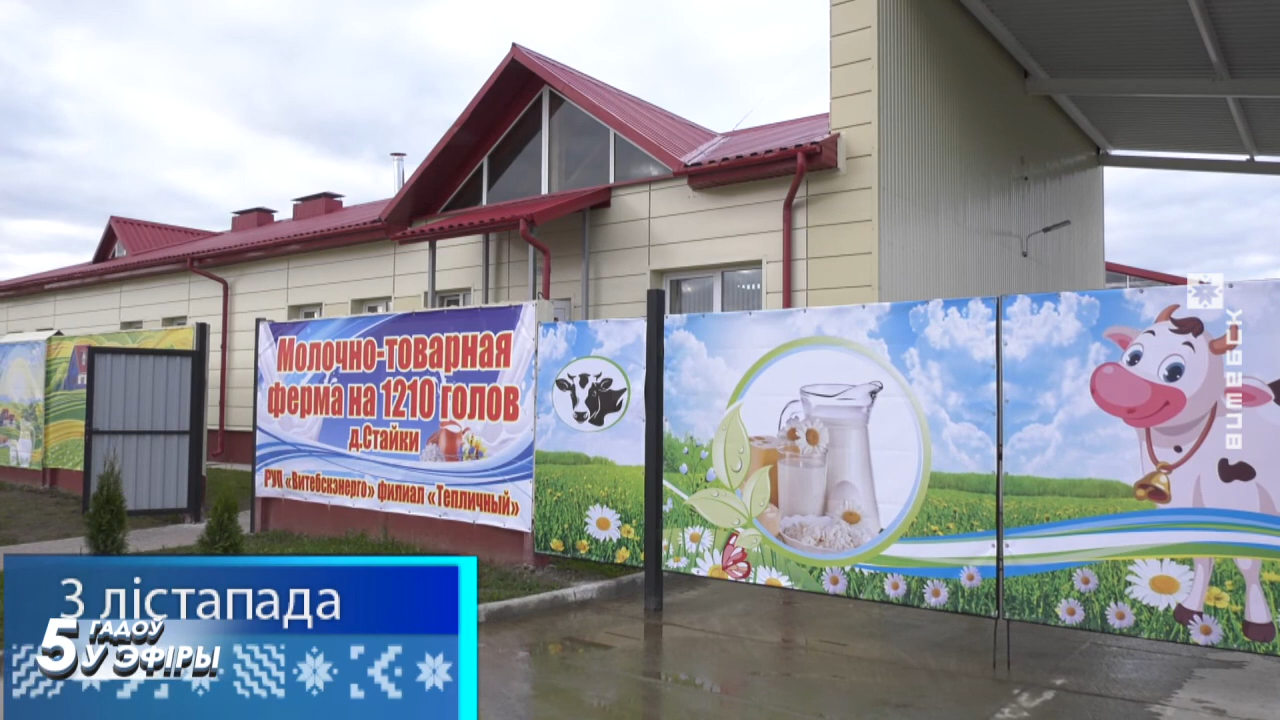 Молочно-товарная
ферма на 1210 голов
д.Стайки
РУП «Витебскэнерго» филиал «Тепличный»
ВИТЕБСК
3 лістапада
5 ГАДОЎ
У ЭФІРЫ